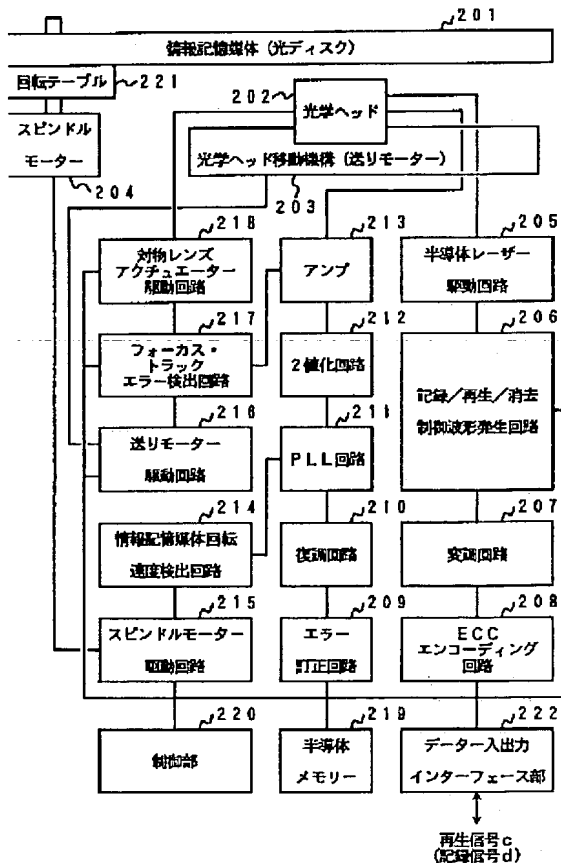 201
情報記憶媒体(光ディスク)
回転テーブル
221
202
光学ヘッド
スピンドル
モーター
光学ヘッド移動機構(送りモーター)
204
203
218
対物レンズ
アクチュエーター
駆動回路
213
アンプ
205
半導体レーザー
駆動回路
217
フォーカス・
トラック
エラー検出回路
212
2値化回路
206
記録/再生/消去
制御波形発生回路
216
送りモーター
駆動回路
211
PLL回路
214
情報記憶媒体回転
速度検出回路
210
復調回路
207
変調回路
215
スピンドルモーター
駆動回路
209
エラー
訂正回路
208
ECC
エンコーディング
回路
220
制御部
219
半導体
メモリー
222
データー入出力
インターフェース部
再生信号c
(記録信号d)